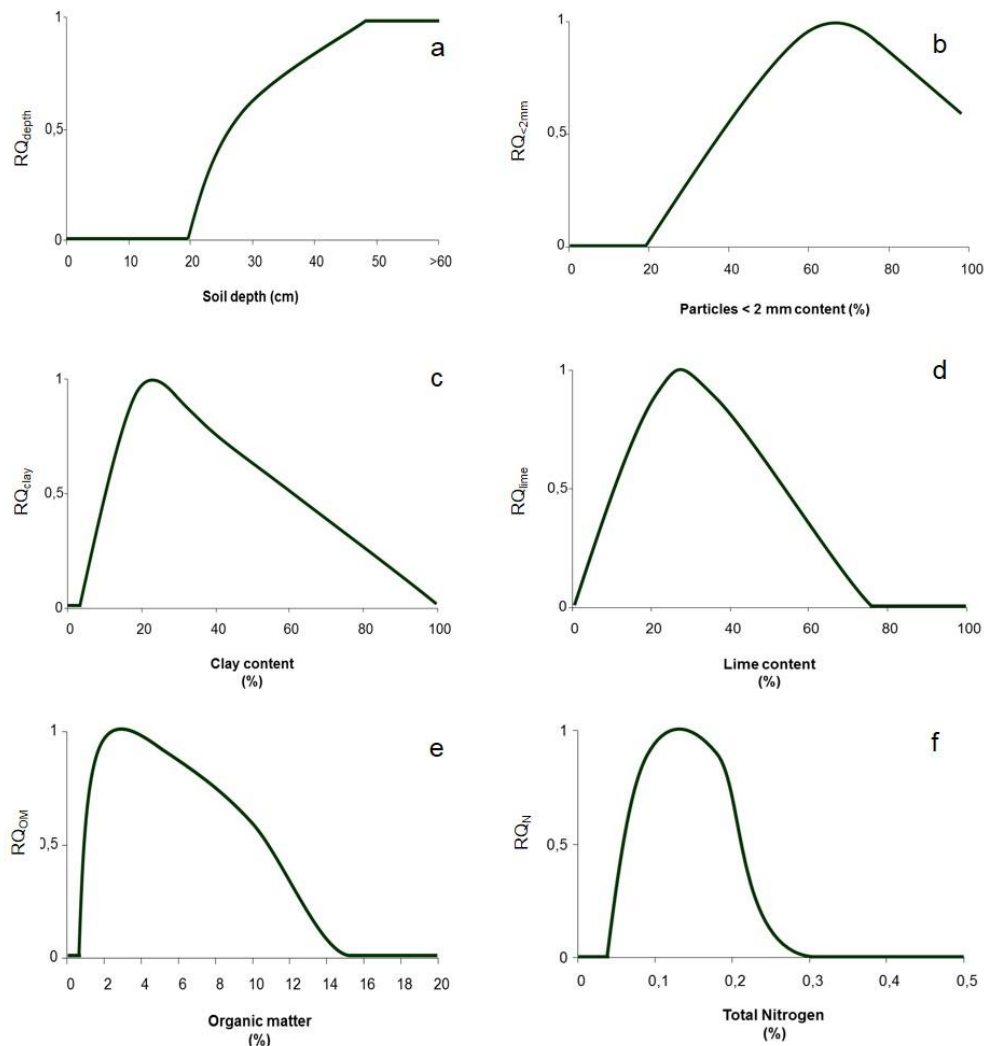 a
RQdepth
1
0,5
0
0 10 20 30 40 50 >60
Soil depth (cm)
b
RQ<2mm
1
0,5
0
0 20 40 60 80 100
Particles < 2 mm content (%)
c
RQclay
1
0,5
0
0 20 40 60 80 100
Clay content
(%)
d
RQlime
1
0,5
0
0 20 40 60 80 100
Lime content
(%)
e
RQOM
1
),5
0
0 2 4 6 8 10 12 14 16 18 20
Organic matter
(%)
f
RQN
1
0,5
0
0 0,1 0,2 0,3 0,4 0,5
Total Nitrogen
(%)